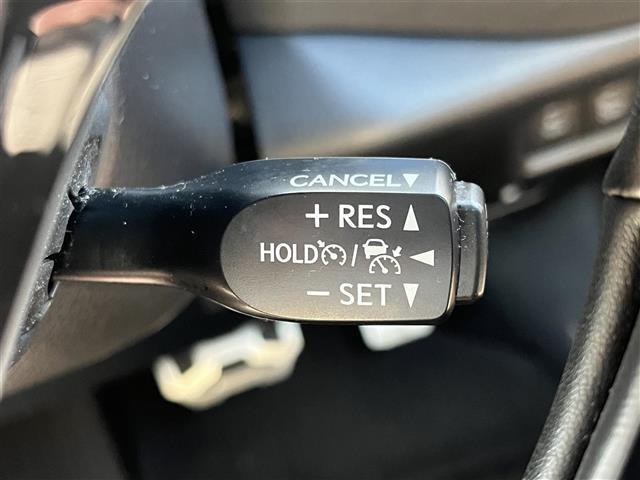 CANCEL▼
+ RES ▲
HOLD / ◄
− SET ▼